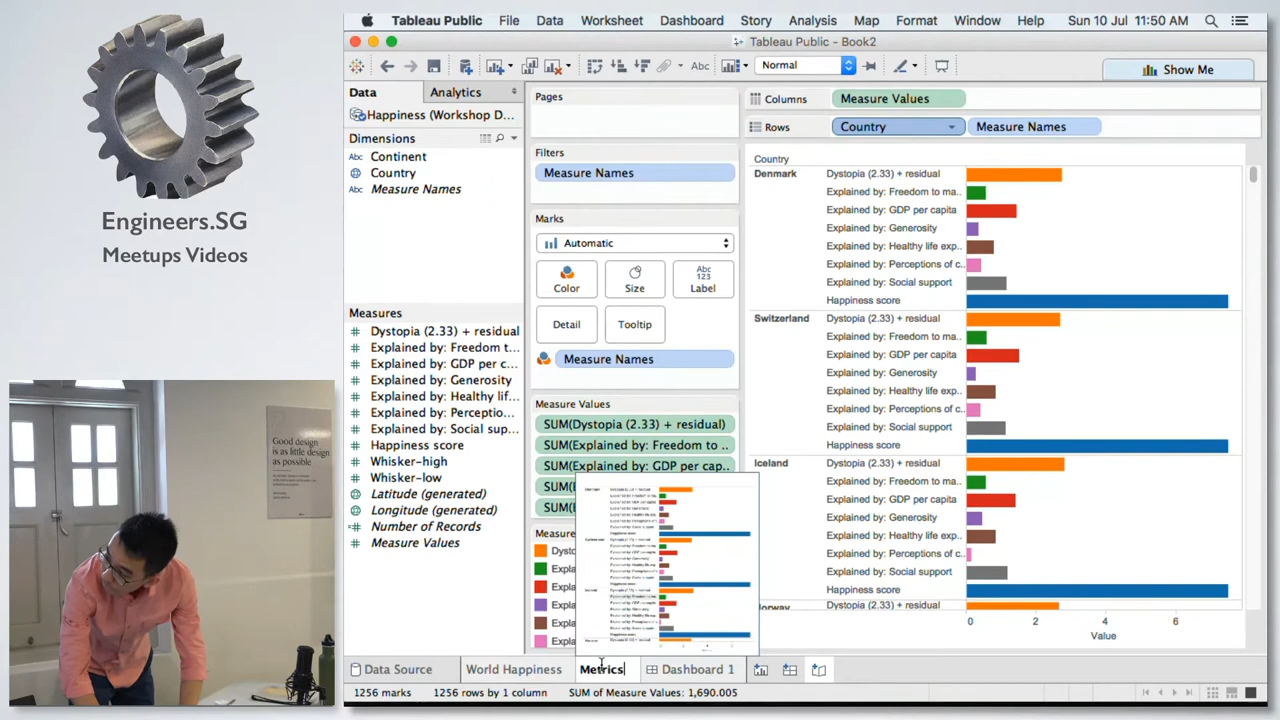 Engineers.SG
Meetups Videos
Good design
is as little design
as possible
Tableau Public File Data Worksheet Dashboard Story Analysis Map Format Window Help Sun 10 Jul 11:50 AM
Tableau Public - Book2
Abc Normal Show Me
Data Analytics
Happiness (Workshop D...
Dimensions
Abc Continent
Country
Abc Measure Names
Measures
Dystopia (2.33) + residual
Explained by: Freedom t...
Explained by: GDP per c...
Explained by: Generosity
Explained by: Healthy lif...
Explained by: Perceptio...
Explained by: Social sup...
Happiness score
Whisker-high
Whisker-low
Latitude (generated)
Longitude (generated)
Number of Records
Measure Values
Pages
Filters
Measure Names
Marks
Automatic
Color
Size
Abc
123
Label
Detail
Tooltip
Measure Names
Measure Values
SUM(Dystopia (2.33) + residual)
SUM(Explained by: Freedom to ...
SUM(Explained by: GDP per cap...
SUM(
SUM(
Measure
Dysto
Expla
Expla
Expla
Expla
Expla
Columns Measure Values
Rows Country Measure Names
Country
Denmark Dystopia (2.33) + residual
Explained by: Freedom to ma..
Explained by: GDP per capita
Explained by: Generosity
Explained by: Healthy life exp..
Explained by: Perceptions of c..
Explained by: Social support
Happiness score
Switzerland Dystopia (2.33) + residual
Explained by: Freedom to ma..
Explained by: GDP per capita
Explained by: Generosity
Explained by: Healthy life exp..
Explained by: Perceptions of c..
Explained by: Social support
Happiness score
Iceland Dystopia (2.33) + residual
Explained by: Freedom to ma..
Explained by: GDP per capita
Explained by: Generosity
Explained by: Healthy life exp..
Explained by: Perceptions of c..
Explained by: Social support
Happiness score
Norway Dystopia (2.33) + residual
0 2 4 6
Value
Data Source World Happiness Metrics Dashboard 1
1256 marks 1256 rows by 1 column SUM of Measure Values: 1,690.005